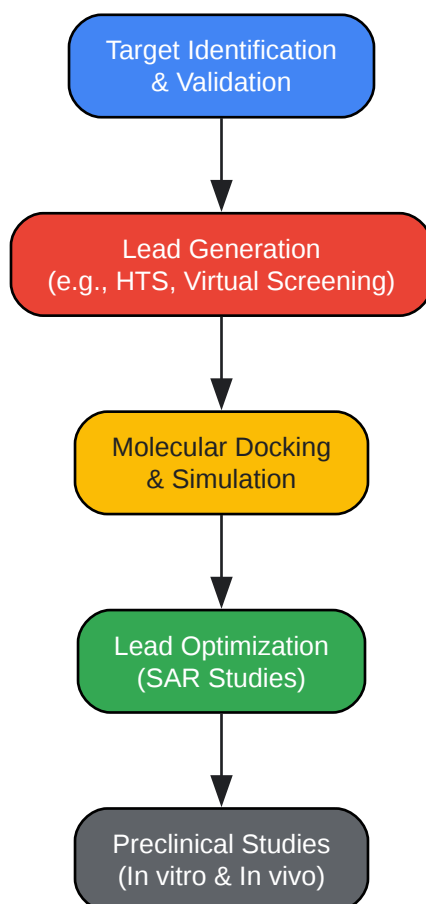 Target Identification
& Validation
Lead Generation
(e.g., HTS, Virtual Screening)
Molecular Docking
& Simulation
Lead Optimization
(SAR Studies)
Preclinical Studies
(In vitro & In vivo)